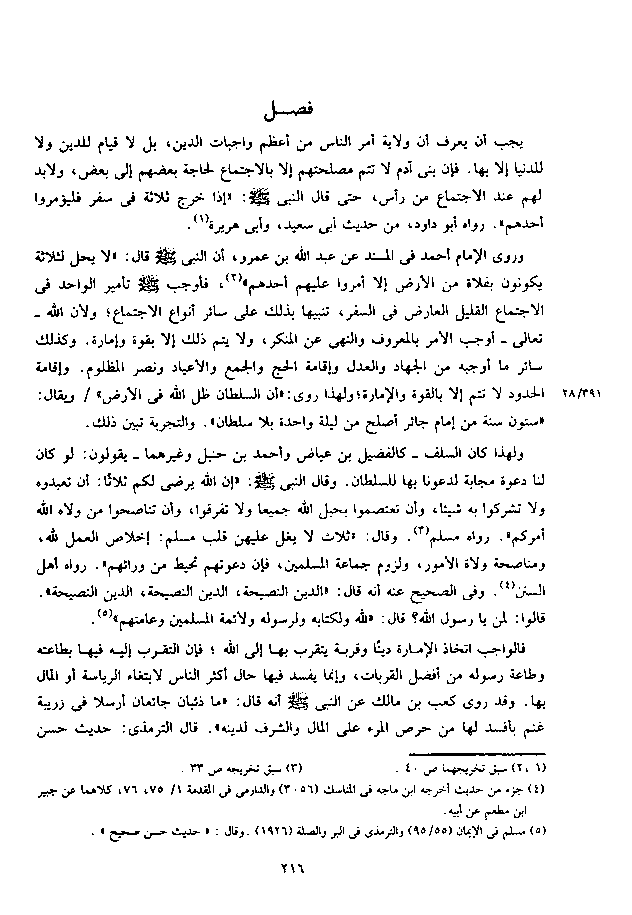 فصــل
يجب أن يعرف أن ولاية أمر الناس من أعظم واجبات الدين، بل لا قيام للدين ولا
للدنيا إلا بها. فإن بنى آدم لا تتم مصلحتهم إلا بالاجتماع لحاجة بعضهم إلى بعض، ولابد
لهم عند الاجتماع من رأس، حتى قال النبى ﷺ: «إذا خرج ثلاثة فى سفر فليؤمروا
أحدهم». رواه أبو داود، من حديث أبى سعيد، وأبى هريرة(١).
وروى الإمام أحمد فى المسند عن عبد الله بن عمرو، أن النبى ﷺ قال: «لا يحل لثلاثة
يكونون بفلاة من الأرض إلا أمروا عليهم أحدهم»(٢)، فأوجب ﷺ تأمير الواحد فى
الاجتماع القليل العارض فى السفر، تنبيها بذلك على سائر أنواع الاجتماع؛ ولأن الله ـ
تعالى ـ أوجب الأمر بالمعروف والنهى عن المنكر، ولا يتم ذلك إلا بقوة وإمارة. وكذلك
سائر ما أوجبه من الجهاد والعدل وإقامة الحج والجمع والأعياد ونصر المظلوم. وإقامة
الحدود لا تتم إلا بالقوة والإمارة؛ ولهذا روى: «أن السلطان ظل الله فى الأرض» / ويقال: ٢٨/٣٩١
«ستون سنة من إمام جائر أصلح من ليلة واحدة بلا سلطان». والتجربة تبين ذلك.
ولهذا كان السلف ـ كالفضيل بن عياض وأحمد بن حنبل وغيرهما ـ يقولون: لو كان
لنا دعوة مجابة لدعونا بها للسلطان. وقال النبى ﷺ: «إن الله يرضى لكم ثلاثًا: أن تعبدوه
ولا تشركوا به شيئا، وأن تعتصموا بحبل الله جميعا ولا تفرقوا، وأن تناصحوا من ولاه الله
أمركم». رواه مسلم(٣). وقال: «ثلاث لا يغل عليهن قلب مسلم: إخلاص العمل لله،
ومناصحة ولاة الأمور، ولزوم جماعة المسلمين، فإن دعوتهم تحيط من ورائهم». رواه أهل
السنن(٤). وفى الصحيح عنه أنه قال: «الدين النصيحة، الدين النصيحة، الدين النصيحة».
قالوا: لمن يا رسول الله؟ قال: «لله ولكتابه ولرسوله ولأئمة المسلمين وعامتهم»(٥).
فالواجب اتخاذ الإمارة دينًا وقربة يتقرب بها إلى الله ؛ فإن التقرب إليه فيها بطاعته
وطاعة رسوله من أفضل القربات، وإنما يفسد فيها حال أكثر الناس لابتغاء الرياسة أو المال
بها. وقد روى كعب بن مالك عن النبى ﷺ أنه قال: «ما ذئبان جائعان أرسلا فى زريبة
غنم بأفسد لها من حرص المرء على المال والشرف لدينه». قال الترمذى: حديث حسن
(١ ، ٢) سبق تخريجهما ص ٤٠ . (٣) سبق تخريجه ص ٣٣ .
(٤) جزء من حديث أخرجه ابن ماجه فى المناسك (٣٠٥٦) والدارمى فى المقدمة ١/ ٧٥، ٧٦، كلاهما عن جبير
ابن مطعم عن أبيه.
(٥) مسلم فى الإيمان (٩٥/٥٥) والترمذى فى البر والصلة (١٩٢٦) . وقال : « حديث حسن صحيح » .
٢١٦